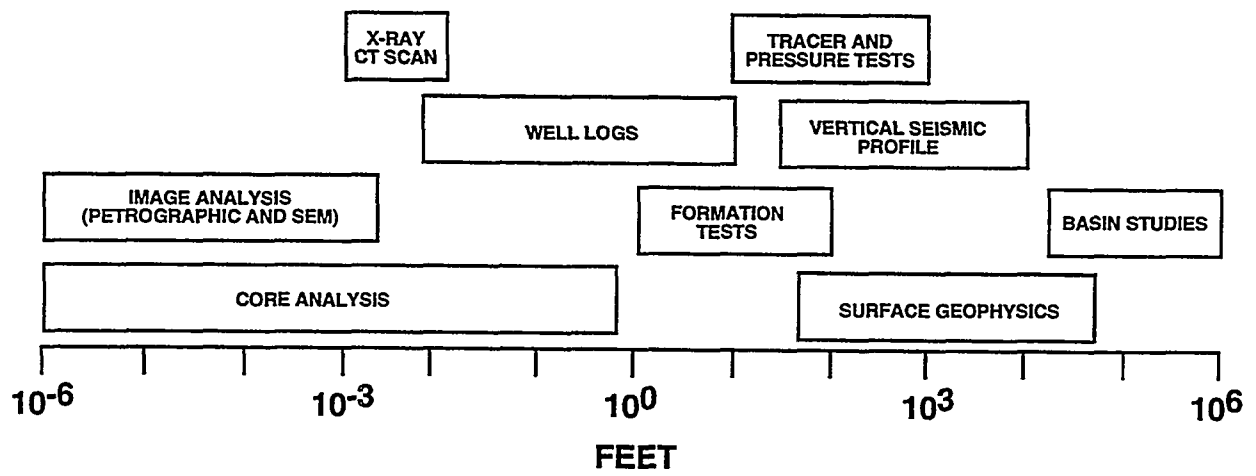 X-RAY
CT SCAN
TRACER AND
PRESSURE TESTS
WELL LOGS
VERTICAL SEISMIC
PROFILE
IMAGE ANALYSIS
(PETROGRAPHIC AND SEM)
FORMATION
TESTS
BASIN STUDIES
CORE ANALYSIS
SURFACE GEOPHYSICS
10⁻⁶ 10⁻³ 10⁰ 10³ 10⁶
FEET